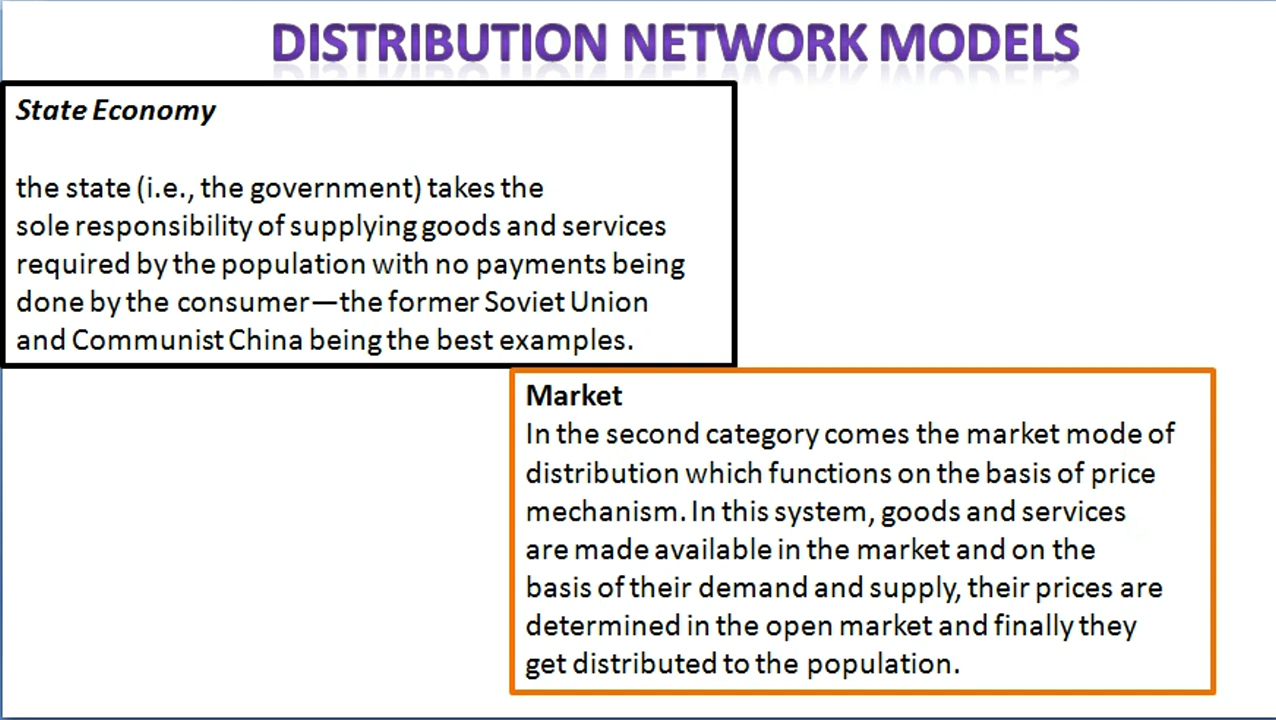 DISTRIBUTION NETWORK MODELS
State Economy
the state (i.e., the government) takes the
sole responsibility of supplying goods and services
required by the population with no payments being
done by the consumer—the former Soviet Union
and Communist China being the best examples.
Market
In the second category comes the market mode of
distribution which functions on the basis of price
mechanism. In this system, goods and services
are made available in the market and on the
basis of their demand and supply, their prices are
determined in the open market and finally they
get distributed to the population.